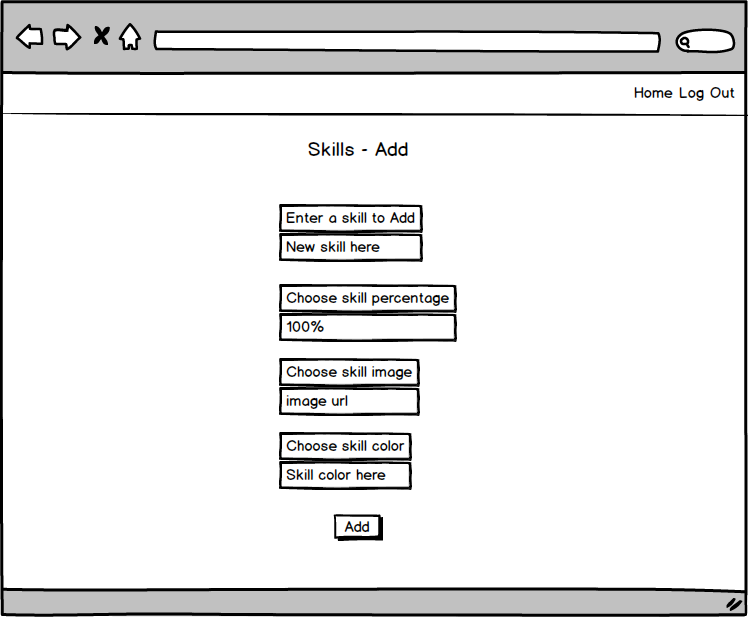 Home Log Out
Skills - Add
Enter a skill to Add
New skill here
Choose skill percentage
100%
Choose skill image
image url
Choose skill color
Skill color here
Add